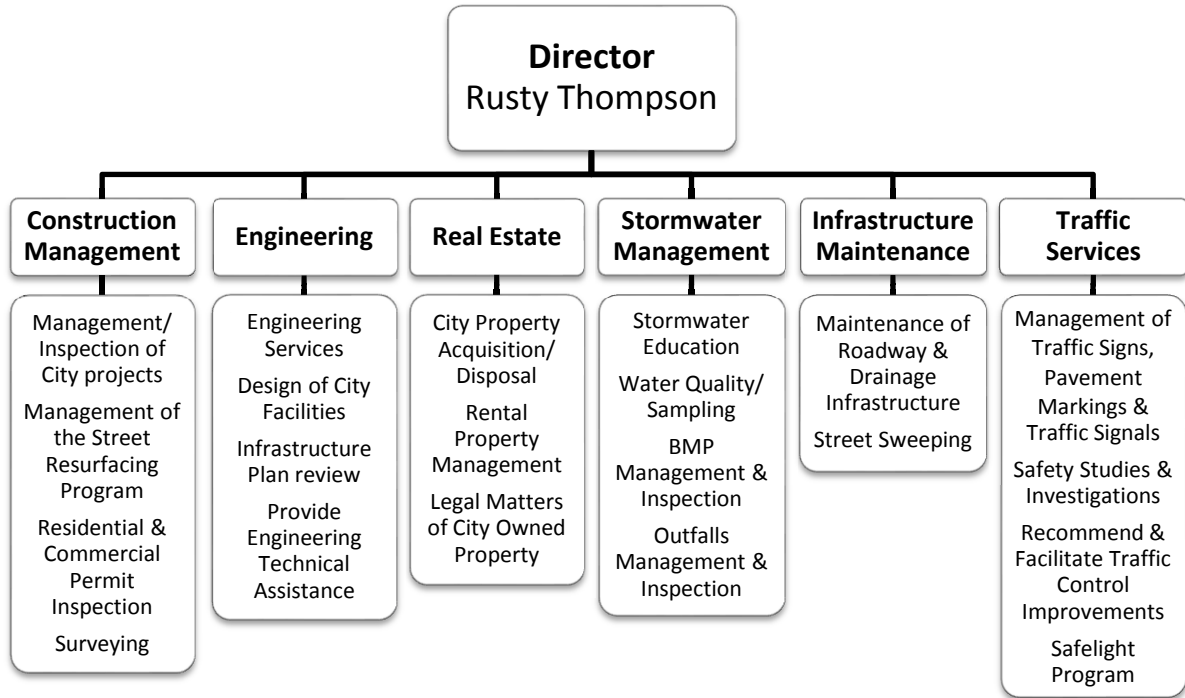 Director
Rusty Thompson
Construction
Management
Management/
Inspection of
City projects
Management of
the Street
Resurfacing
Program
Residential &
Commercial
Permit
Inspection
Surveying
Engineering
Engineering
Services
Design of City
Facilities
Infrastructure
Plan review
Provide
Engineering
Technical
Assistance
Real Estate
City Property
Acquisition/
Disposal
Rental
Property
Management
Legal Matters
of City Owned
Property
Stormwater
Management
Stormwater
Education
Water Quality/
Sampling
BMP
Management &
Inspection
Outfalls
Management &
Inspection
Infrastructure
Maintenance
Maintenance of
Roadway &
Drainage
Infrastructure
Street Sweeping
Traffic
Services
Management of
Traffic Signs,
Pavement
Markings &
Traffic Signals
Safety Studies &
Investigations
Recommend &
Facilitate Traffic
Control
Improvements
Safelight
Program